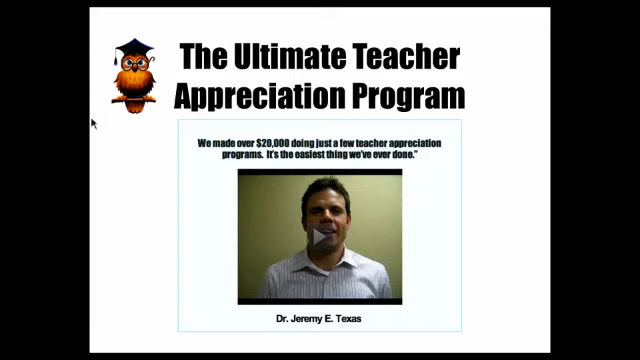 The Ultimate Teacher
Appreciation Program
We made over $20,000 doing just a few teacher appreciation
programs. It's the easiest thing we've ever done."
Dr. Jeremy E. Texas